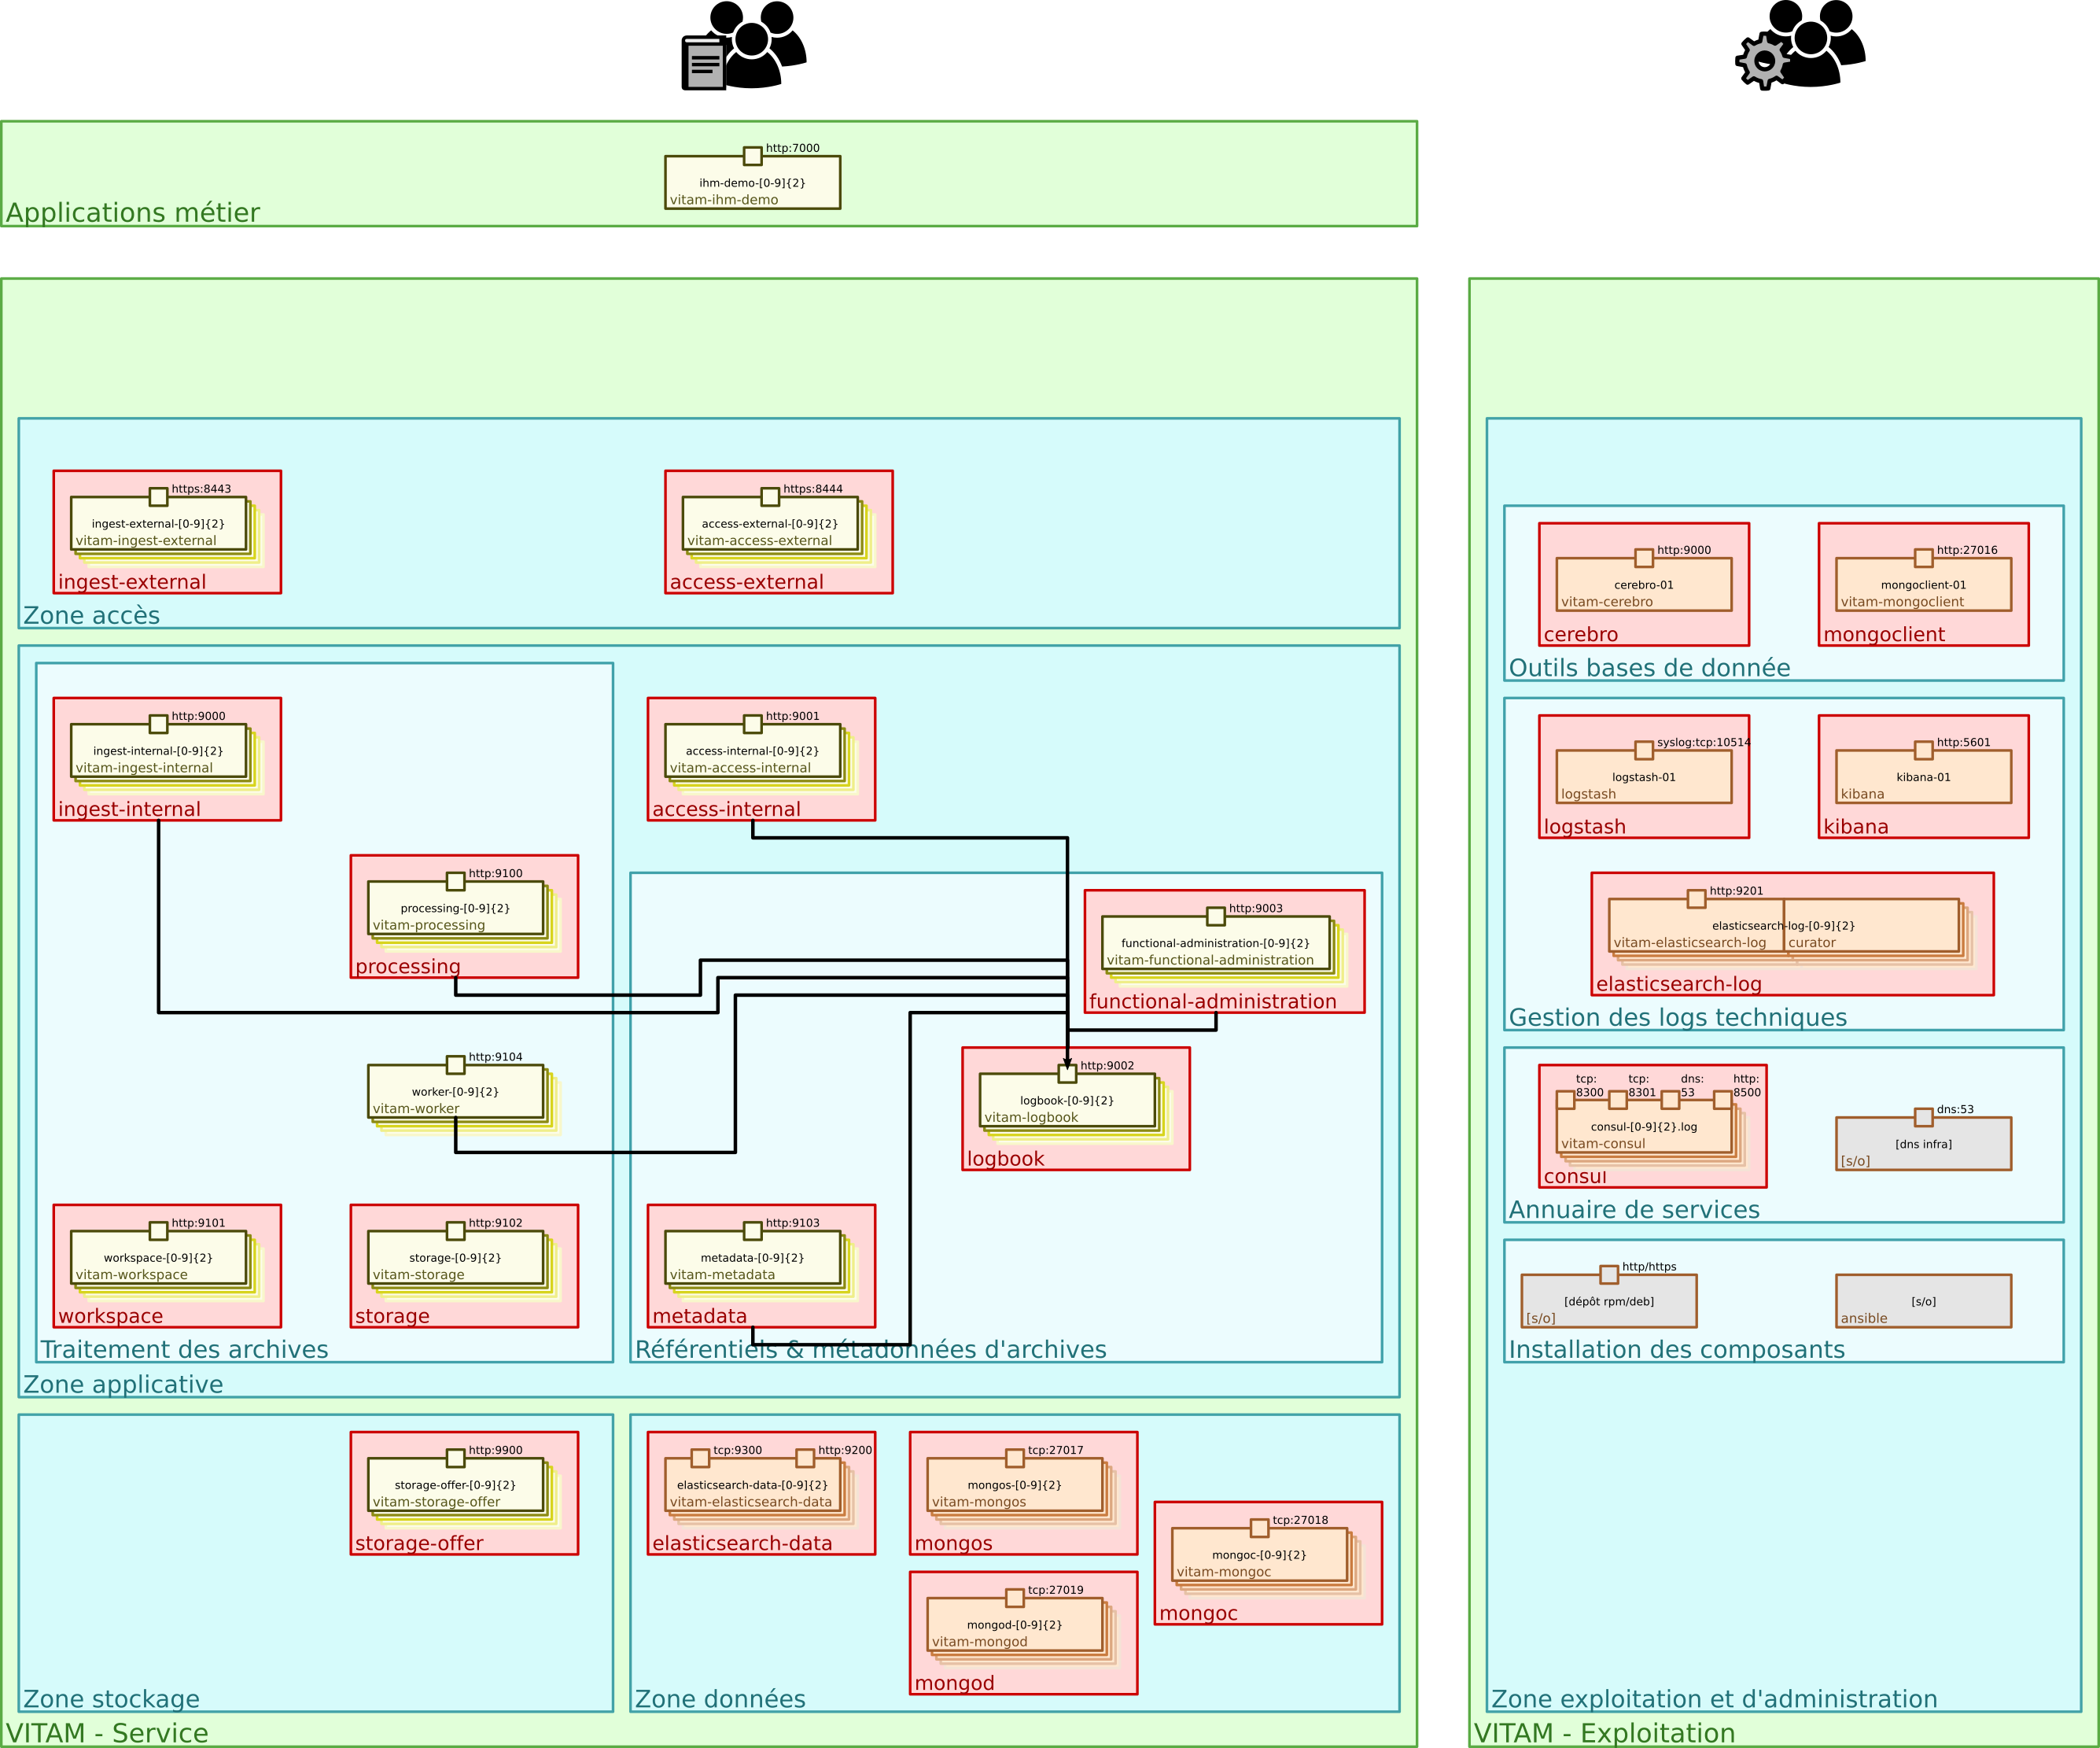 http:7000
ihm-demo-[0-9]{2}
vitam-ihm-demo
Applications métier
https:8443
ingest-external-[0-9]{2}
vitam-ingest-external
ingest-external
https:8444
access-external-[0-9]{2}
vitam-access-external
access-external
Zone accès
http:9000
ingest-internal-[0-9]{2}
vitam-ingest-internal
ingest-internal
http:9001
access-internal-[0-9]{2}
vitam-access-internal
access-internal
http:9100
processing-[0-9]{2}
vitam-processing
processing
http:9003
functional-administration-[0-9]{2}
vitam-functional-administration
functional-administration
http:9104
worker-[0-9]{2}
vitam-worker
http:9002
logbook-[0-9]{2}
vitam-logbook
logbook
http:9101
workspace-[0-9]{2}
vitam-workspace
workspace
http:9102
storage-[0-9]{2}
vitam-storage
storage
http:9103
metadata-[0-9]{2}
vitam-metadata
metadata
Traitement des archives
Référentiels & métadonnées d'archives
Zone applicative
http:9900
storage-offer-[0-9]{2}
vitam-storage-offer
storage-offer
Zone stockage
tcp:9300
http:9200
elasticsearch-data-[0-9]{2}
vitam-elasticsearch-data
elasticsearch-data
tcp:27017
mongos-[0-9]{2}
vitam-mongos
mongos
tcp:27018
mongoc-[0-9]{2}
vitam-mongoc
mongoc
tcp:27019
mongod-[0-9]{2}
vitam-mongod
mongod
Zone données
VITAM - Service
http:9000
cerebro-01
vitam-cerebro
cerebro
http:27016
mongoclient-01
vitam-mongoclient
mongoclient
Outils bases de donnée
syslog:tcp:10514
logstash-01
logstash
logstash
http:5601
kibana-01
kibana
kibana
http:9201
elasticsearch-log-[0-9]{2}
vitam-elasticsearch-log
curator
elasticsearch-log
Gestion des logs techniques
tcp:
8300
tcp:
8301
dns:
53
http:
8500
consul-[0-9]{2}.log
vitam-consul
consul
dns:53
[dns infra]
[s/o]
Annuaire de services
http/https
[dépôt rpm/deb]
[s/o]
[s/o]
ansible
Installation des composants
Zone exploitation et d'administration
VITAM - Exploitation